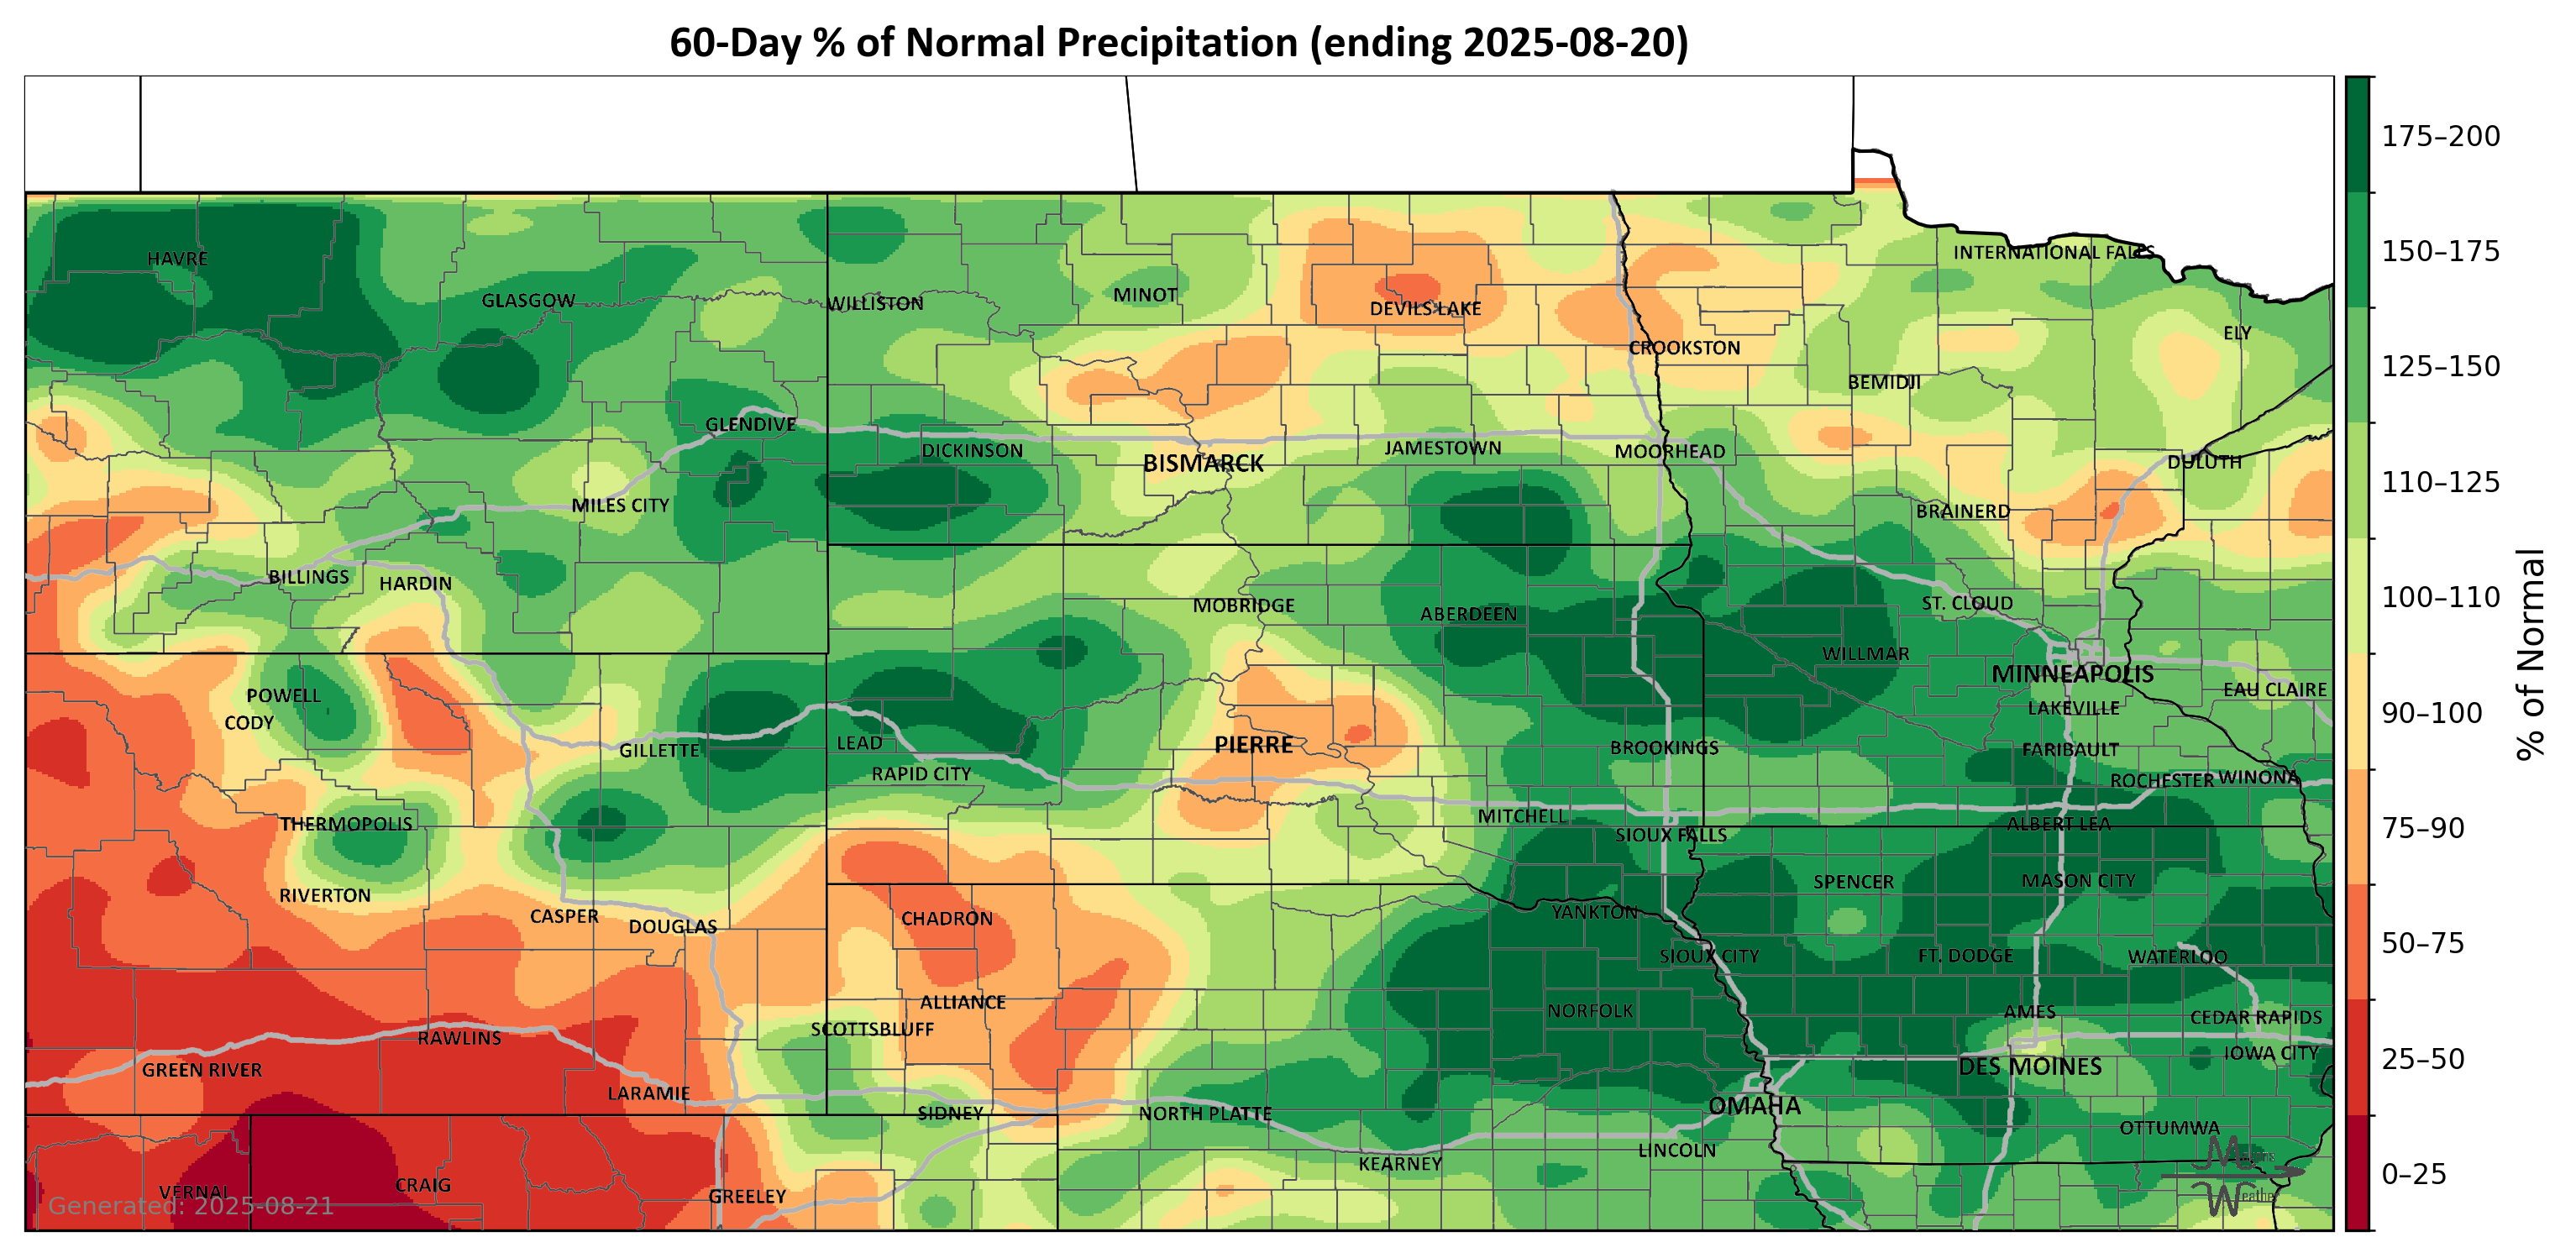 60-Day % of Normal Precipitation (ending 2025-08-20)
175–200
150–175
125–150
110–125
100–110
90–100
75–90
50–75
25–50
0–25
% of Normal
HAVRE
INTERNATIONAL FALLS
GLASGOW
WILLISTON
MINOT
DEVILS LAKE
ELY
CROOKSTON
BEMIDJI
GLENDIVE
DICKINSON
BISMARCK
JAMESTOWN
MOORHEAD
DULUTH
MILES CITY
BRAINERD
BILLINGS
HARDIN
MOBRIDGE
ABERDEEN
ST. CLOUD
WILLMAR
MINNEAPOLIS
POWELL
EAU CLAIRE
CODY
LAKEVILLE
GILLETTE
LEAD
PIERRE
BROOKINGS
FARIBAULT
RAPID CITY
ROCHESTER
WINONA
THERMOPOLIS
MITCHELL
SIOUX FALLS
ALBERT LEA
RIVERTON
SPENCER
MASON CITY
CASPER
DOUGLAS
CHADRON
YANKTON
SIOUX CITY
FT. DODGE
WATERLOO
ALLIANCE
NORFOLK
AMES
SCOTTSBLUFF
CEDAR RAPIDS
RAWLINS
IOWA CITY
GREEN RIVER
DES MOINES
LARAMIE
SIDNEY
NORTH PLATTE
OMAHA
OTTUMWA
LINCOLN
KEARNEY
VERNAL
CRAIG
GREELEY
Generated: 2025-08-21
Weather